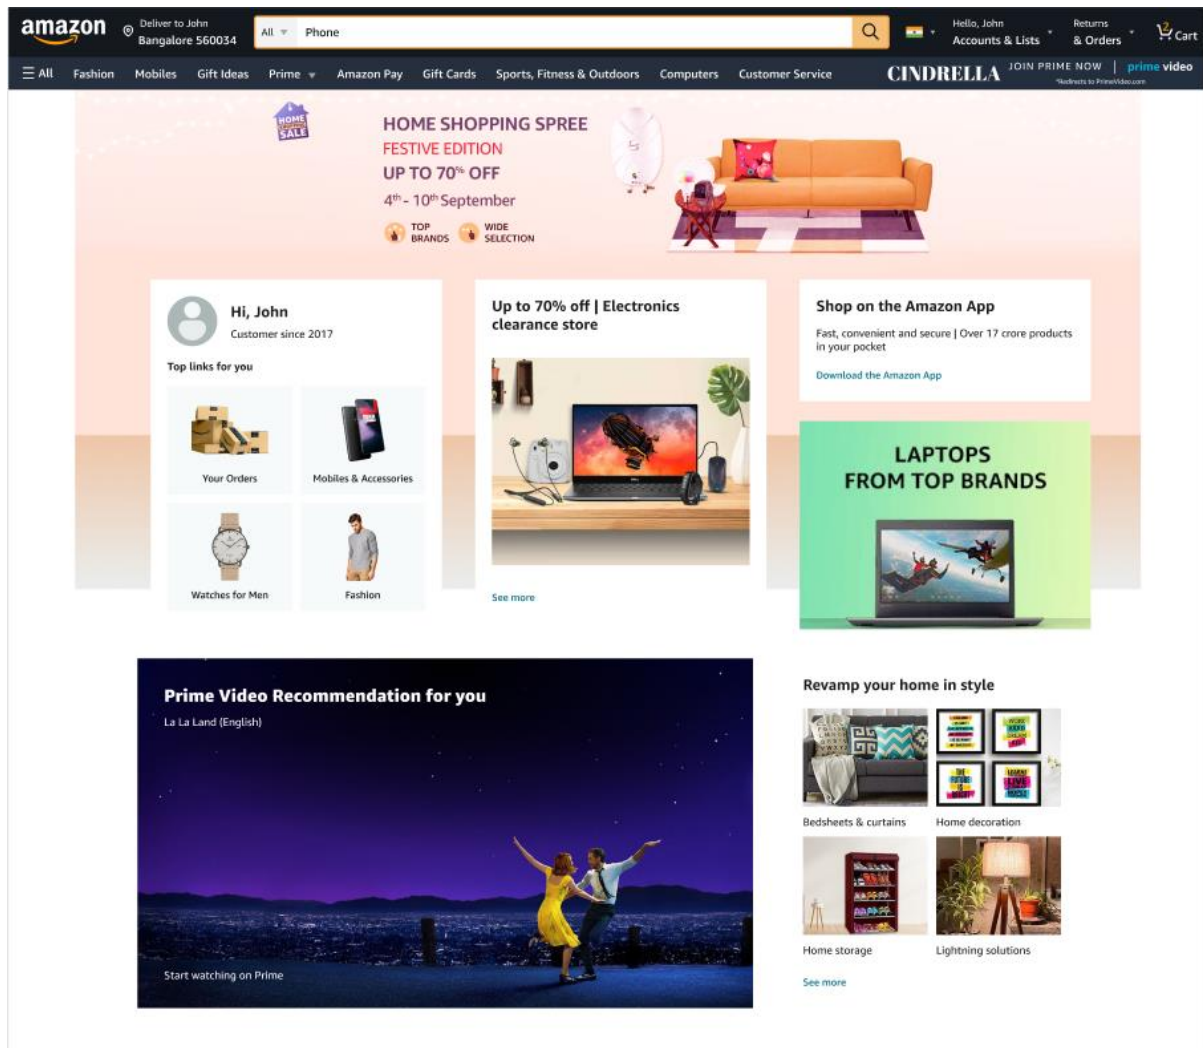 amazon
Deliver to John
Bangalore 560034
All
Phone
Hello, John
Accounts & Lists
Returns
& Orders
2
Cart
All
Fashion
Mobiles
Gift Ideas
Prime
Amazon Pay
Gift Cards
Sports, Fitness & Outdoors
Computers
Customer Service
CINDRELLA
JOIN PRIME NOW
prime video
*Redirects to PrimeVideo.com
HOME
SALE
HOME SHOPPING SPREE
FESTIVE EDITION
UP TO 70% OFF
4th - 10th September
TOP
BRANDS
WIDE
SELECTION
Hi, John
Customer since 2017
Top links for you
Your Orders
Mobiles & Accessories
Watches for Men
Fashion
Up to 70% off | Electronics
clearance store
See more
Shop on the Amazon App
Fast, convenient and secure | Over 17 crore products
in your pocket
Download the Amazon App
LAPTOPS
FROM TOP BRANDS
Prime Video Recommendation for you
La La Land (English)
Start watching on Prime
Revamp your home in style
Bedsheets & curtains
Home decoration
Home storage
Lightning solutions
See more